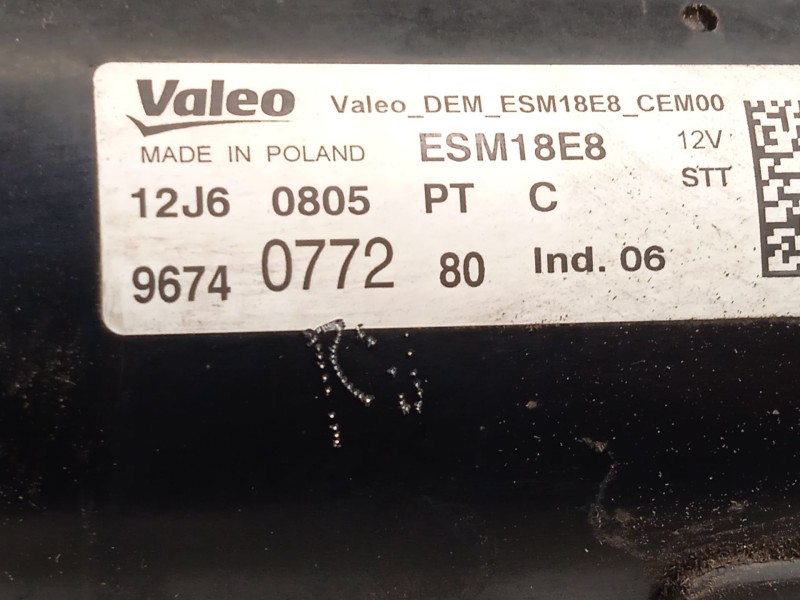 Valeo Valeo_DEM_ESM18E8_CEM00
MADE IN POLAND ESM18E8 12V
STT
12J6 0805 PT C
9674 0772 80 Ind. 06